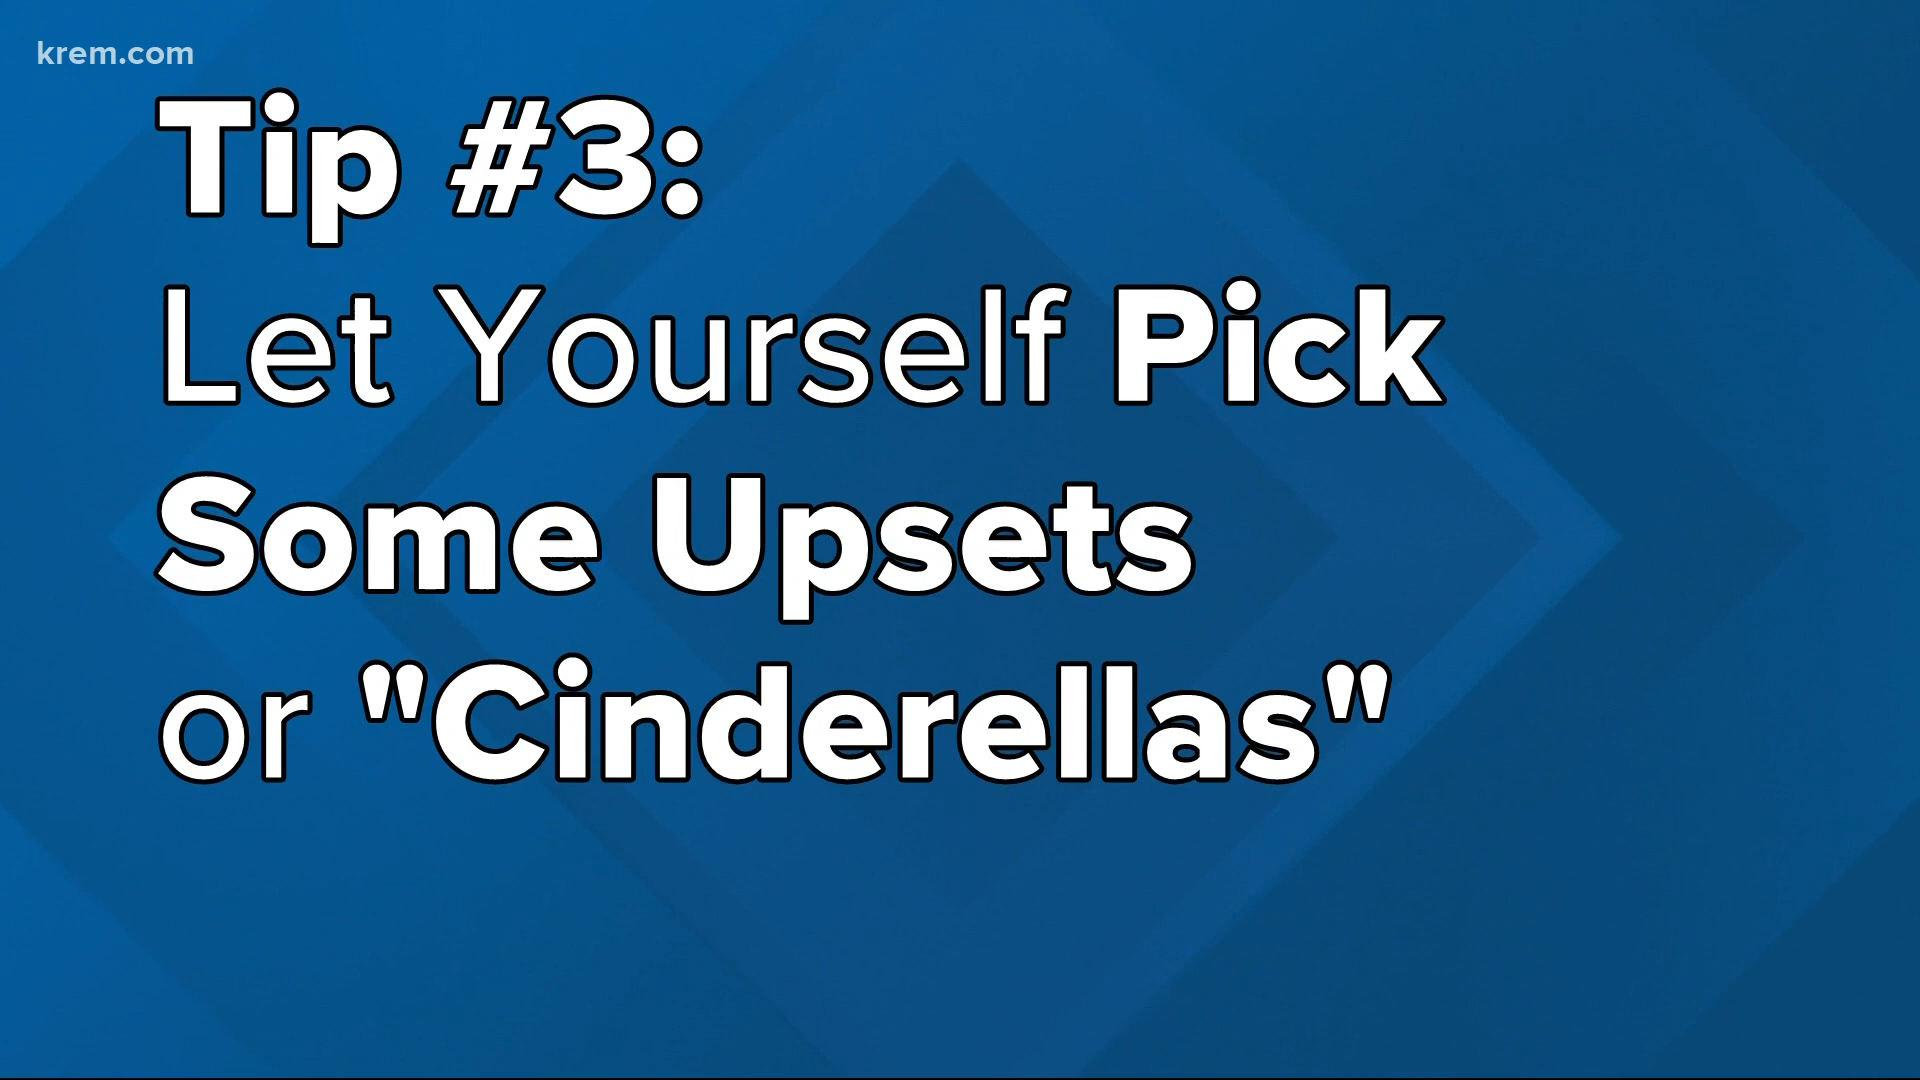 krem.com
Tip #3:
Let Yourself Pick
Some Upsets
or "Cinderellas"